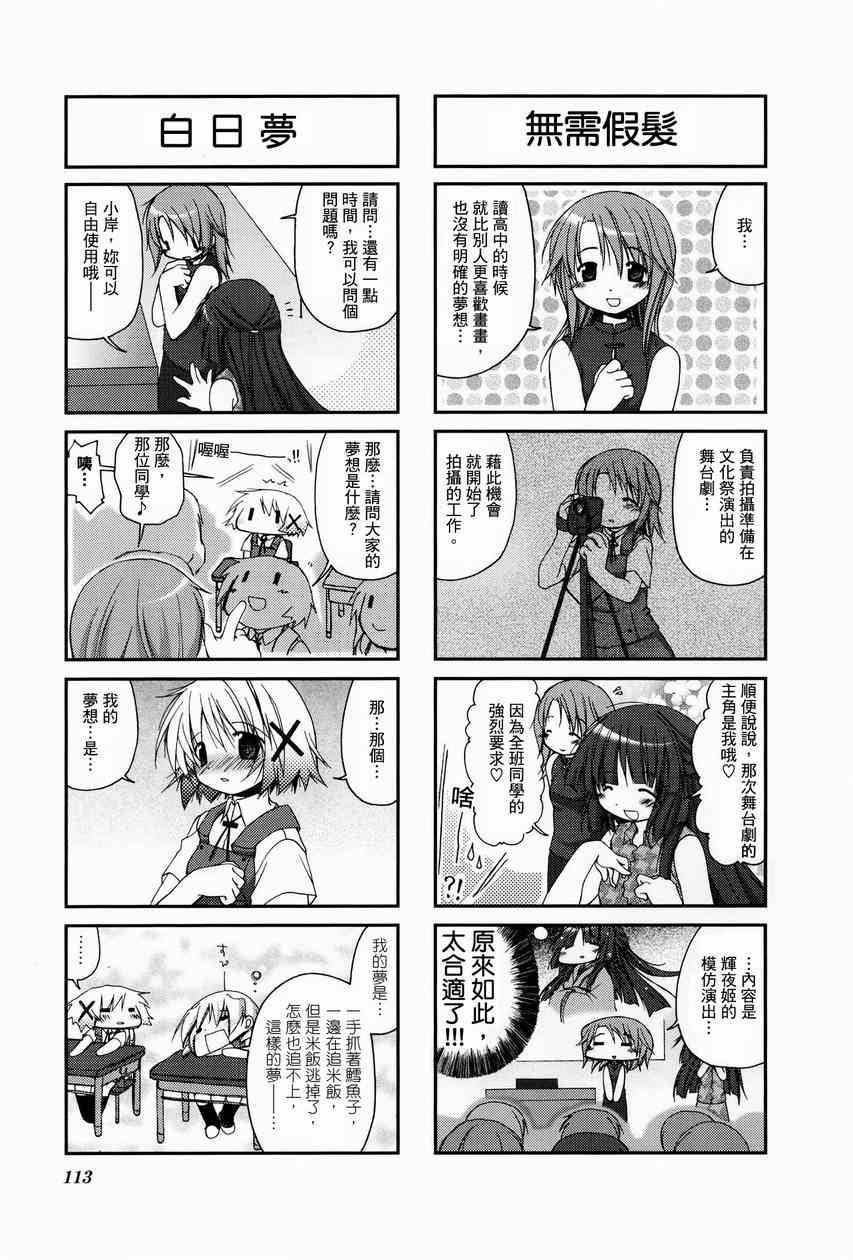 無需假髮
我…
讀高中的時候
就比別人更喜歡畫畫，
也沒有明確的夢想…
負責拍攝準備在
文化祭演出的
舞台劇…
藉此機會
就開始了
拍攝的工作。
順便說說，那次舞台劇的
主角是我哦♡
因為全班同學的
強烈要求♡
啥
?!
…內容是
輝夜姬的
模仿演出…
原來如此，
太合適了!!!
白日夢
請問…還有一點
時間，我可以問個
問題嗎？
小岸，妳可以
自由使用哦——
那麼…請問大家的
夢想是什麼？
喔喔—…!!
那麼，
那位同學♪
咦…
那…那個…
我的
夢想…是…
我的夢是…
一手抓著鱈魚子，
一邊在追米飯，
但是米飯逃掉了，
怎麼也追不上，
這樣的夢……
す
……
113